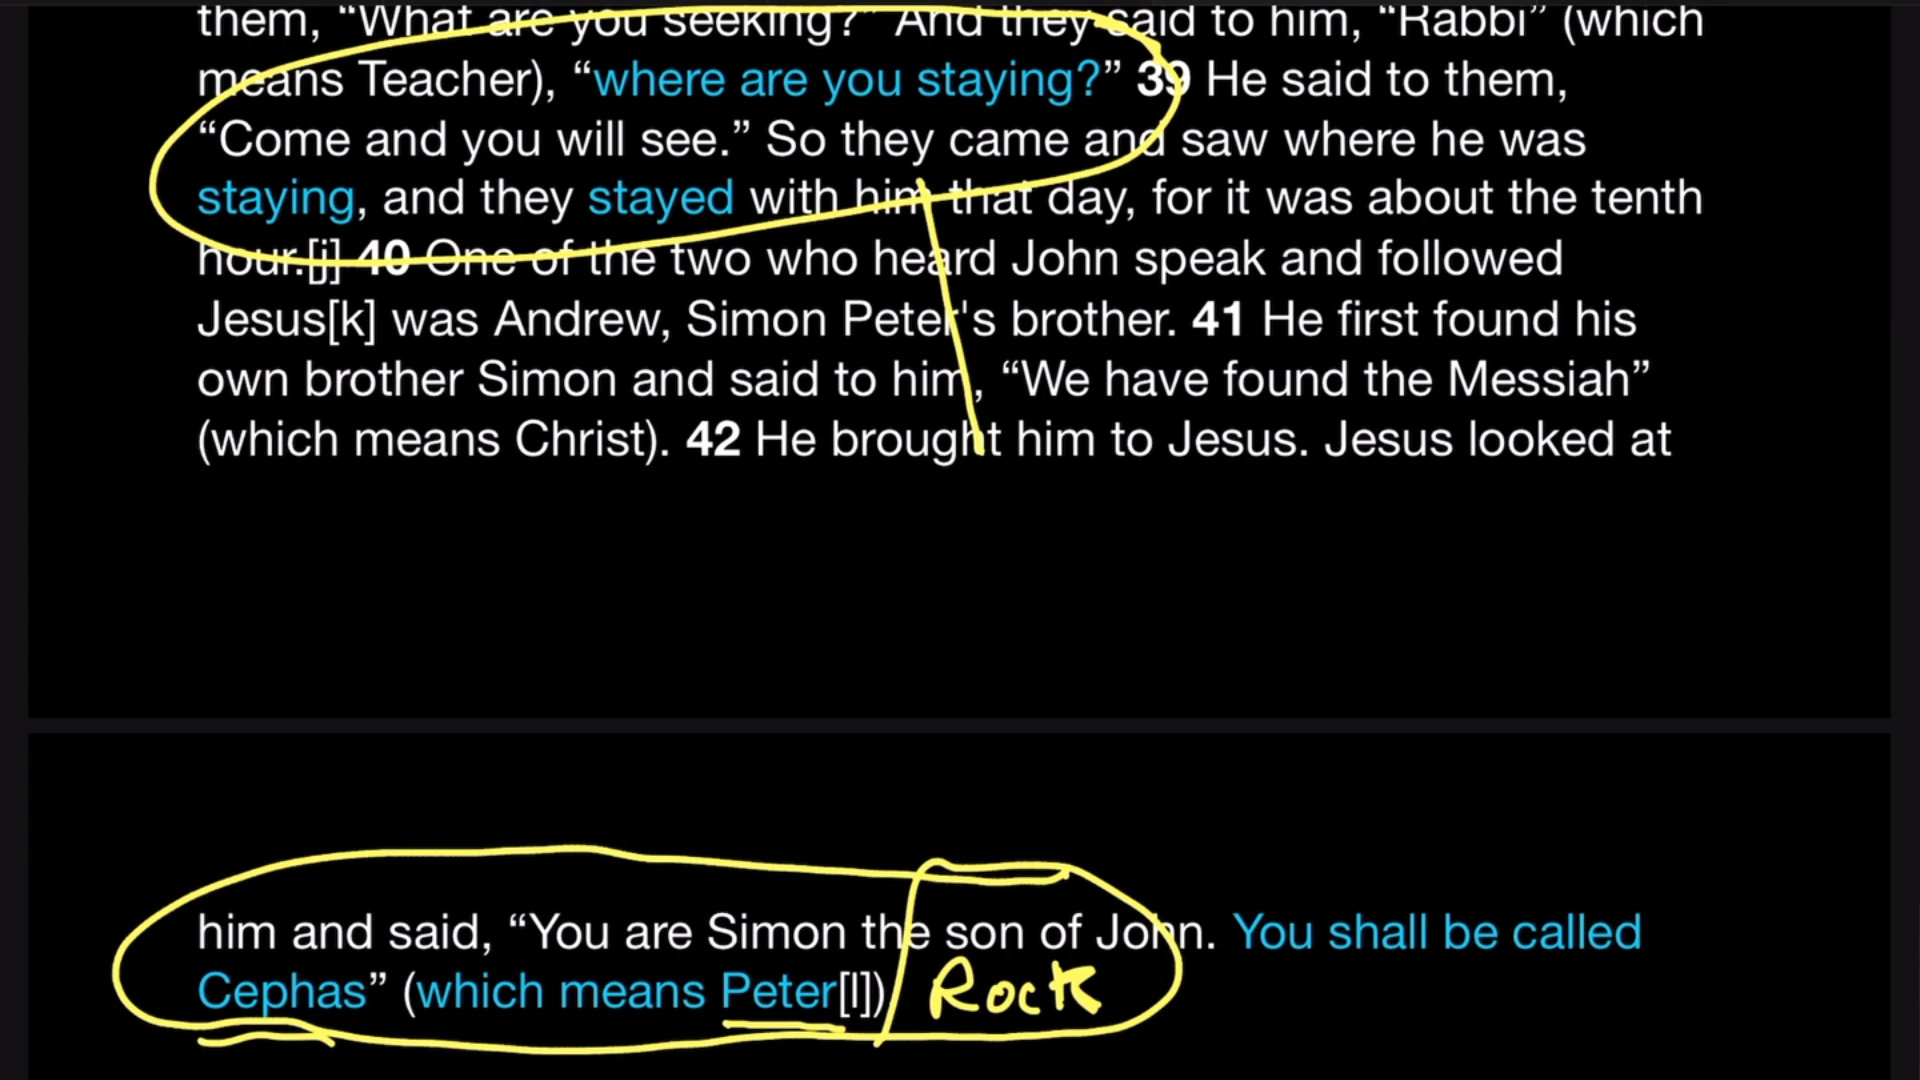 them, “What are you seeking?” And they said to him, “Rabbi” (which
means Teacher), “where are you staying?” 39 He said to them,
“Come and you will see.” So they came and saw where he was
staying, and they stayed with him that day, for it was about the tenth
hour.[j] 40 One of the two who heard John speak and followed
Jesus[k] was Andrew, Simon Peter's brother. 41 He first found his
own brother Simon and said to him, “We have found the Messiah”
(which means Christ). 42 He brought him to Jesus. Jesus looked at
him and said, “You are Simon the son of John. You shall be called
Cephas” (which means Peter[l]) Rock